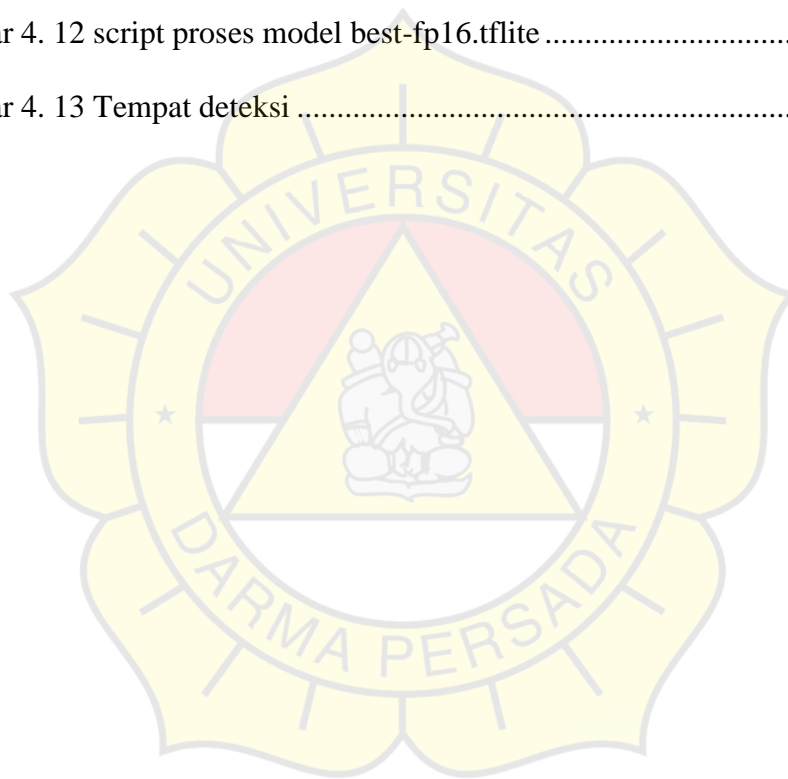 ar 4. 12 script proses model best-fp16.tflite ...............................
ar 4. 13 Tempat deteksi ..............................................................
UNIVERSITAS
DARMA PERSADA